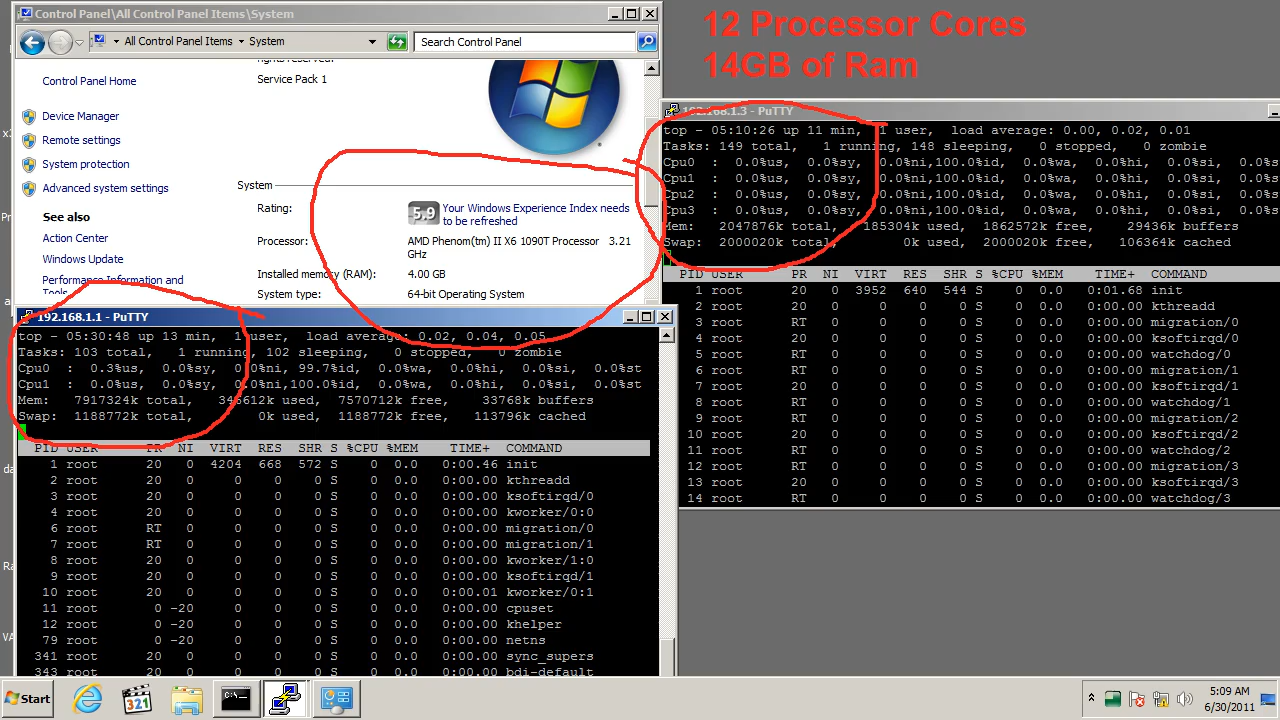 Control Panel\All Control Panel Items\System
All Control Panel Items
System
Search Control Panel
12 Processor Cores
14GB of Ram
Control Panel Home
Device Manager
Remote settings
System protection
Advanced system settings
See also
Action Center
Windows Update
Performance Information and
Service Pack 1
System
Rating:
5,9
Your Windows Experience Index needs
to be refreshed
Processor:
AMD Phenom(tm) II X6 1090T Processor 3.21
GHz
Installed memory (RAM):
4.00 GB
System type:
64-bit Operating System
192.168.1.3 - PuTTY
top - 05:10:26 up 11 min, 1 user, load average: 0.00, 0.02, 0.01
Tasks: 149 total, 1 running, 148 sleeping, 0 stopped, 0 zombie
Cpu0 : 0.0%us, 0.0%sy, 0.0%ni,100.0%id, 0.0%wa, 0.0%hi, 0.0%si, 0.0%s
Cpu1 : 0.0%us, 0.0%sy, 0.0%ni,100.0%id, 0.0%wa, 0.0%hi, 0.0%si, 0.0%s
Cpu2 : 0.0%us, 0.0%sy, 0.0%ni,100.0%id, 0.0%wa, 0.0%hi, 0.0%si, 0.0%s
Cpu3 : 0.0%us, 0.0%sy, 0.0%ni,100.0%id, 0.0%wa, 0.0%hi, 0.0%si, 0.0%s
Mem: 2047876k total, 185304k used, 1862572k free, 29436k buffers
Swap: 2000020k total, 0k used, 2000020k free, 106364k cached
PID USER PR NI VIRT RES SHR S %CPU %MEM TIME+ COMMAND
1 root 20 0 3952 640 544 S 0 0.0 0:01.68 init
2 root 20 0 0 0 0 S 0 0.0 0:00.00 kthreadd
3 root RT 0 0 0 0 S 0 0.0 0:00.00 migration/0
4 root 20 0 0 0 0 S 0 0.0 0:00.00 ksoftirqd/0
5 root RT 0 0 0 0 S 0 0.0 0:00.00 watchdog/0
6 root RT 0 0 0 0 S 0 0.0 0:00.00 migration/1
7 root 20 0 0 0 0 S 0 0.0 0:00.00 ksoftirqd/1
8 root RT 0 0 0 0 S 0 0.0 0:00.00 watchdog/1
9 root RT 0 0 0 0 S 0 0.0 0:00.00 migration/2
10 root 20 0 0 0 0 S 0 0.0 0:00.00 ksoftirqd/2
11 root RT 0 0 0 0 S 0 0.0 0:00.00 watchdog/2
12 root RT 0 0 0 0 S 0 0.0 0:00.00 migration/3
13 root 20 0 0 0 0 S 0 0.0 0:00.00 ksoftirqd/3
14 root RT 0 0 0 0 S 0 0.0 0:00.00 watchdog/3
192.168.1.1 - PuTTY
top - 05:30:48 up 13 min, 1 user, load average: 0.02, 0.04, 0.05
Tasks: 103 total, 1 running, 102 sleeping, 0 stopped, 0 zombie
Cpu0 : 0.3%us, 0.0%sy, 0.0%ni, 99.7%id, 0.0%wa, 0.0%hi, 0.0%si, 0.0%st
Cpu1 : 0.0%us, 0.0%sy, 0.0%ni,100.0%id, 0.0%wa, 0.0%hi, 0.0%si, 0.0%st
Mem: 7917324k total, 346612k used, 7570712k free, 33768k buffers
Swap: 1188772k total, 0k used, 1188772k free, 113796k cached
PID USER PR NI VIRT RES SHR S %CPU %MEM TIME+ COMMAND
1 root 20 0 4204 668 572 S 0 0.0 0:00.46 init
2 root 20 0 0 0 0 S 0 0.0 0:00.00 kthreadd
3 root 20 0 0 0 0 S 0 0.0 0:00.00 ksoftirqd/0
4 root 20 0 0 0 0 S 0 0.0 0:00.00 kworker/0:0
6 root RT 0 0 0 0 S 0 0.0 0:00.00 migration/0
7 root RT 0 0 0 0 S 0 0.0 0:00.00 migration/1
8 root 20 0 0 0 0 S 0 0.0 0:00.00 kworker/1:0
9 root 20 0 0 0 0 S 0 0.0 0:00.00 ksoftirqd/1
10 root 20 0 0 0 0 S 0 0.0 0:00.01 kworker/0:1
11 root 0 -20 0 0 0 S 0 0.0 0:00.00 cpuset
12 root 0 -20 0 0 0 S 0 0.0 0:00.00 khelper
79 root 0 -20 0 0 0 S 0 0.0 0:00.00 netns
341 root 20 0 0 0 0 S 0 0.0 0:00.00 sync_supers
343 root 20 0 0 0 0 S 0 0.0 0:00.00 bdi-default
Start
321
5:09 AM
6/30/2011